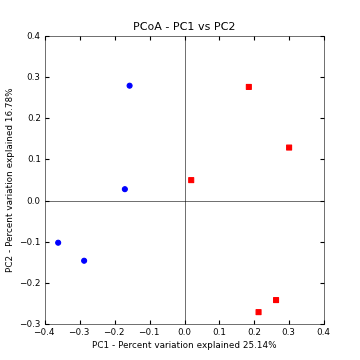 PCoA - PC1 vs PC2
PC2 - Percent variation explained 16.78%
0.4
0.3
0.2
0.1
0.0
−0.1
−0.2
−0.3
−0.4 −0.3 −0.2 −0.1 0.0 0.1 0.2 0.3 0.4
PC1 - Percent variation explained 25.14%